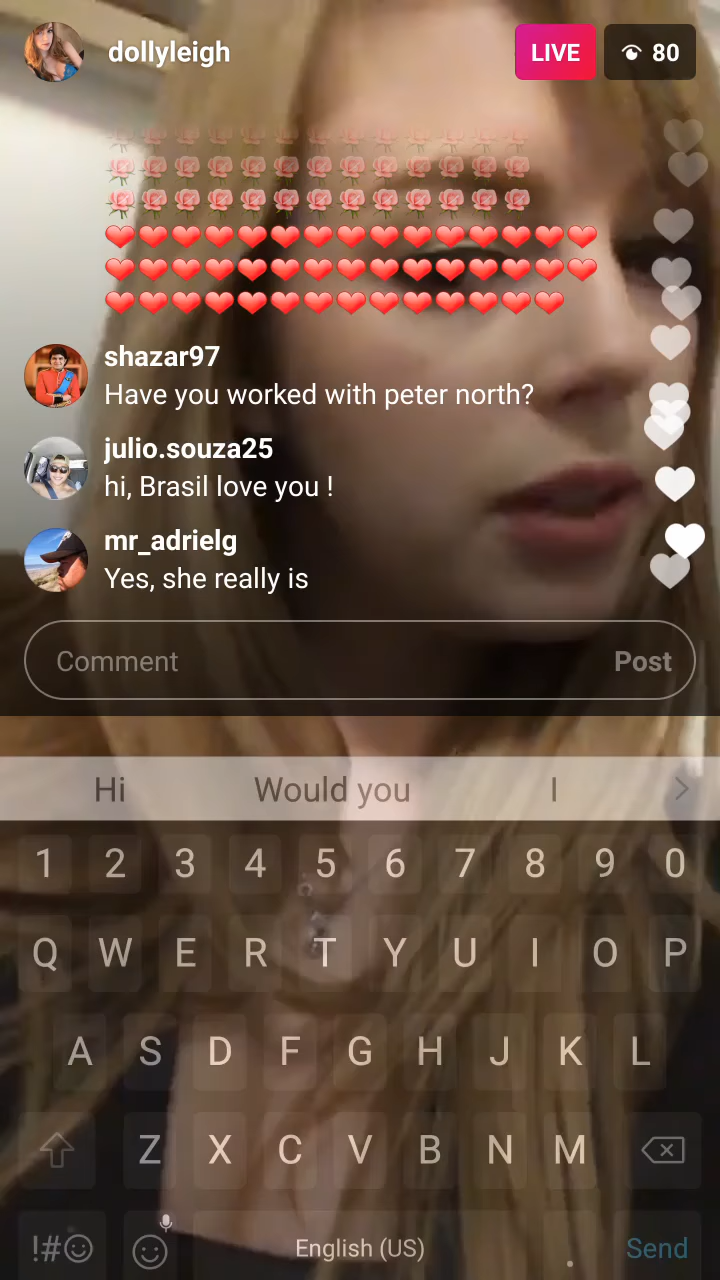 dollyleigh
LIVE
80
🌹🌹🌹🌹🌹🌹🌹🌹🌹🌹🌹🌹🌹
🌹🌹🌹🌹🌹🌹🌹🌹🌹🌹🌹🌹🌹
🌹🌹🌹🌹🌹🌹🌹🌹🌹🌹🌹🌹🌹
❤❤❤❤❤❤❤❤❤❤❤❤❤❤❤
❤❤❤❤❤❤❤❤❤❤❤❤❤❤❤
❤❤❤❤❤❤❤❤❤❤❤❤❤❤
shazar97
Have you worked with peter north?
julio.souza25
hi, Brasil love you !
mr_adrielg
Yes, she really is
Comment
Post
Hi Would you I
1 2 3 4 5 6 7 8 9 0
Q W E R T Y U I O P
A S D F G H J K L
Z X C V B N M
!#☺ English (US) . Send